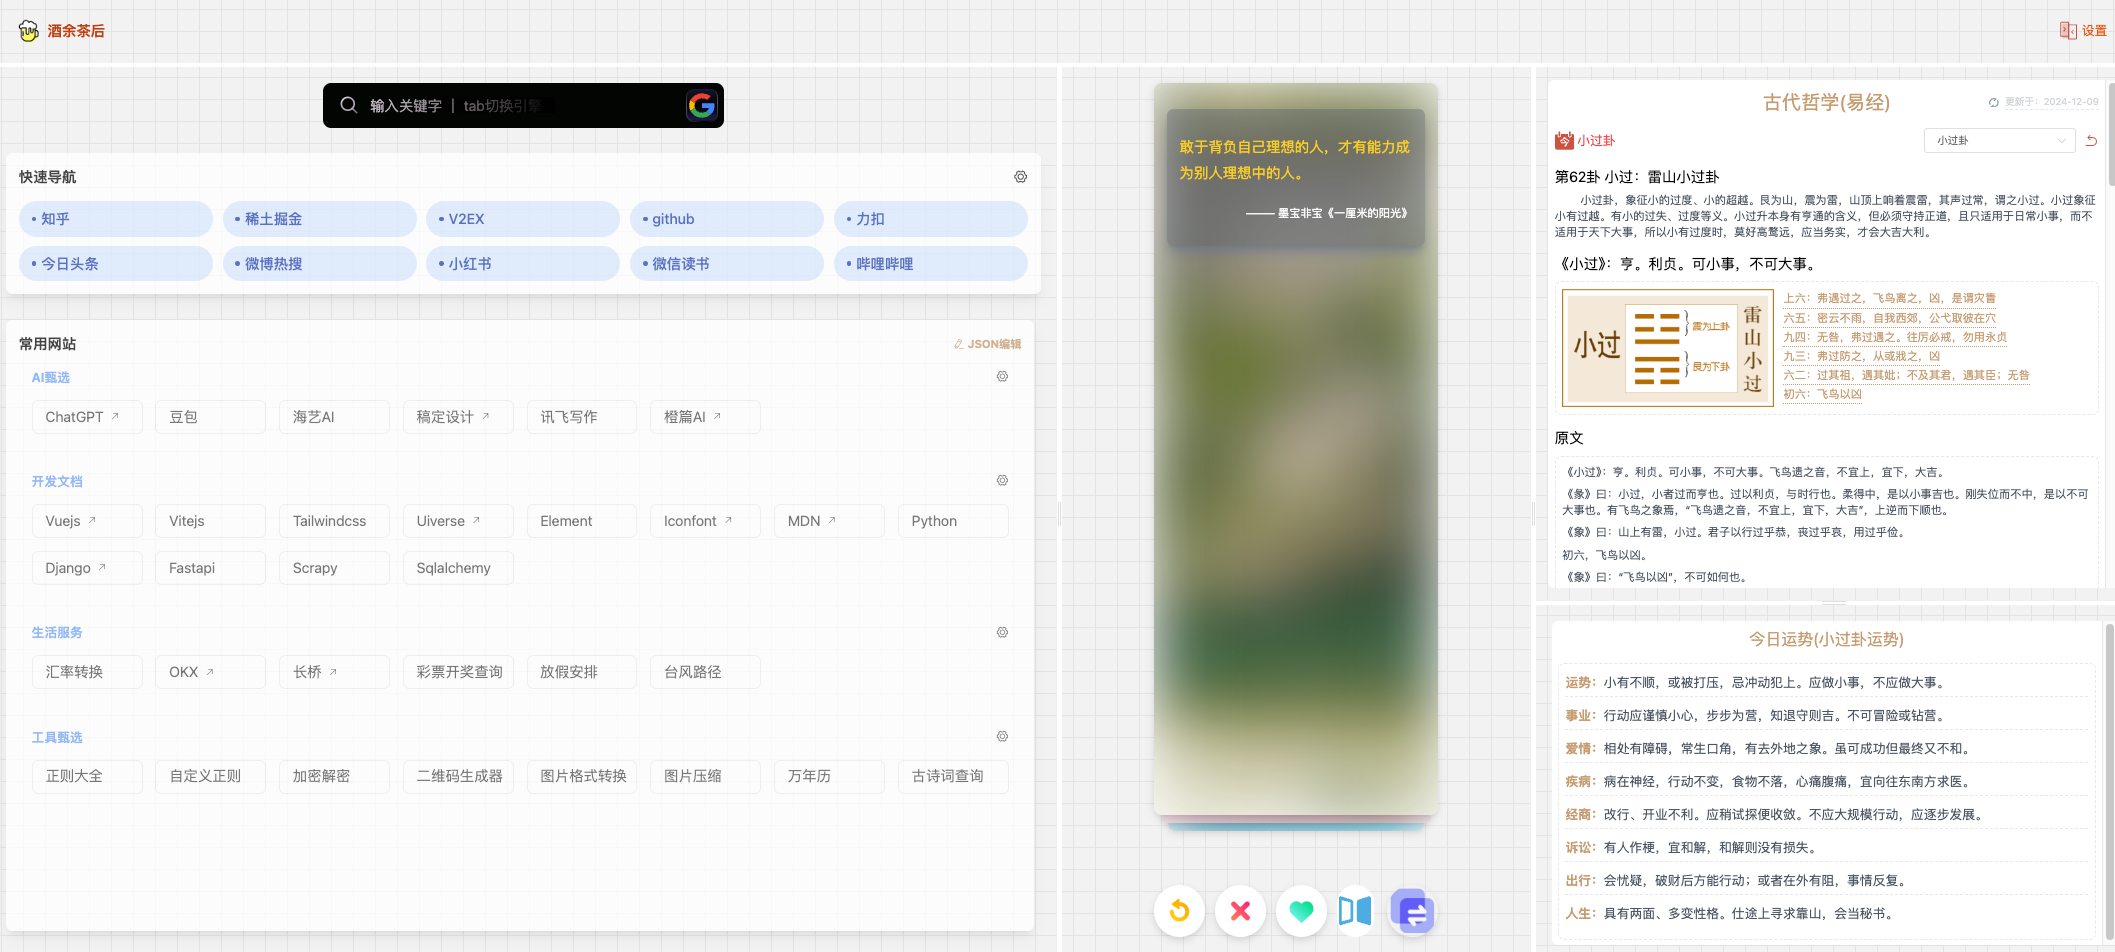 酒余茶后
设置
输入关键字 | tab切换引擎
快速导航
• 知乎
• 稀土掘金
• V2EX
• github
• 力扣
• 今日头条
• 微博热搜
• 小红书
• 微信读书
• 哔哩哔哩
常用网站
JSON编辑
AI甄选
ChatGPT
豆包
海艺AI
稿定设计
讯飞写作
橙篇AI
开发文档
Vuejs
Vitejs
Tailwindcss
Uiverse
Element
Iconfont
MDN
Python
Django
Fastapi
Scrapy
Sqlalchemy
生活服务
汇率转换
OKX
长桥
彩票开奖查询
放假安排
台风路径
工具甄选
正则大全
自定义正则
加密解密
二维码生成器
图片格式转换
图片压缩
万年历
古诗词查询
敢于背负自己理想的人，才有能力成
为别人理想中的人。
—— 墨宝非宝《一厘米的阳光》
古代哲学(易经)
更新于：2024-12-09
今
小过卦
小过卦
第62卦 小过：雷山小过卦
小过卦，象征小的过度、小的超越。艮为山，震为雷，山顶上响着震雷，其声过常，谓之小过。小过象征
小有过越。有小的过失、过度等义。小过升本身有亨通的含义，但必须守持正道，且只适用于日常小事，而不
适用于天下大事，所以小有过度时，莫好高骛远，应当务实，才会大吉大利。
《小过》：亨。利贞。可小事，不可大事。
小过
震为上卦
艮为下卦
雷山小过
上六：弗遇过之，飞鸟离之，凶，是谓灾眚
六五：密云不雨，自我西郊，公弋取彼在穴
九四：无咎，弗过遇之。往厉必戒，勿用永贞
九三：弗过防之，从或戕之，凶
六二：过其祖，遇其妣；不及其君，遇其臣；无咎
初六：飞鸟以凶
原文
《小过》：亨。利贞。可小事，不可大事。飞鸟遗之音，不宜上，宜下，大吉。
《彖》曰：小过，小者过而亨也。过以利贞，与时行也。柔得中，是以小事吉也。刚失位而不中，是以不可
大事也。有飞鸟之象焉，“飞鸟遗之音，不宜上，宜下，大吉”，上逆而下顺也。
《象》曰：山上有雷，小过。君子以行过乎恭，丧过乎哀，用过乎俭。
初六，飞鸟以凶。
《象》曰：“飞鸟以凶”，不可如何也。
今日运势(小过卦运势)
运势：小有不顺，或被打压，忌冲动犯上。应做小事，不应做大事。
事业：行动应谨慎小心，步步为营，知退守则吉。不可冒险或钻营。
爱情：相处有障碍，常生口角，有去外地之象。虽可成功但最终又不和。
疾病：病在神经，行动不变，食物不落，心痛腹痛，宜向往东南方求医。
经商：改行、开业不利。应稍试探便收敛。不应大规模行动，应逐步发展。
诉讼：有人作梗，宜和解，和解则没有损失。
出行：会忧疑，破财后方能行动；或者在外有阻，事情反复。
人生：具有两面、多变性格。仕途上寻求靠山，会当秘书。